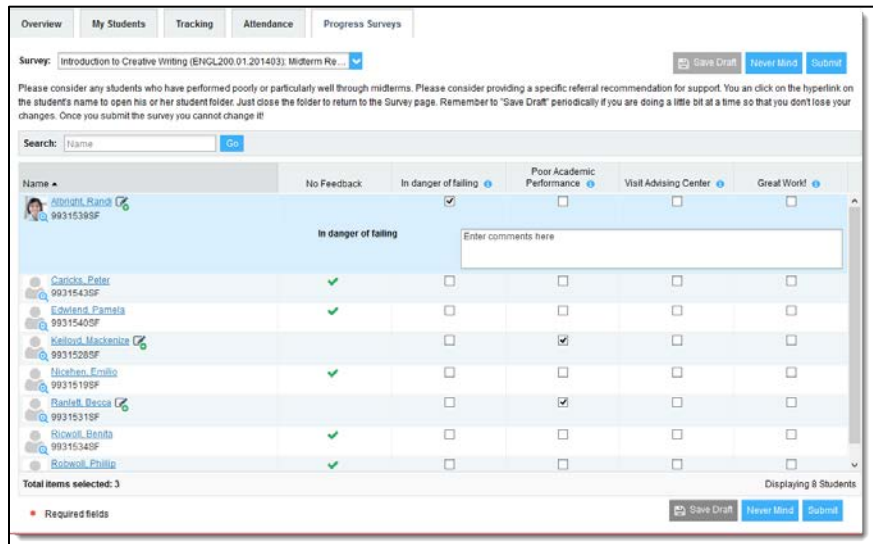 Overview My Students Tracking Attendance Progress Surveys
Survey: Introduction to Creative Writing (ENGL200.01.201403): Midterm Re... Save Draft Never Mind Submit
Please consider any students who have performed poorly or particularly well through midterms. Please consider providing a specific referral recommendation for support. You an click on the hyperlink on
the student's name to open his or her student folder. Just close the folder to return to the Survey page. Remember to "Save Draft" periodically if you are doing a little bit at a time so that you don't lose your
changes. Once you submit the survey you cannot change it!
Search: Name Go
Name No Feedback In danger of failing Poor Academic Performance Visit Advising Center Great Work!
Albright, Randi
9931539SF
In danger of failing Enter comments here
Caricks, Peter
9931543SF
Edwlend, Pamela
9931540SF
Kelloyd, Mackenize
9931528SF
Nicehen, Emilio
9931519SF
Ranlett, Becca
9931531SF
Ricwoll, Benita
9931534SF
Robwoll, Phillip
Total items selected: 3 Displaying 8 Students
* Required fields Save Draft Never Mind Submit